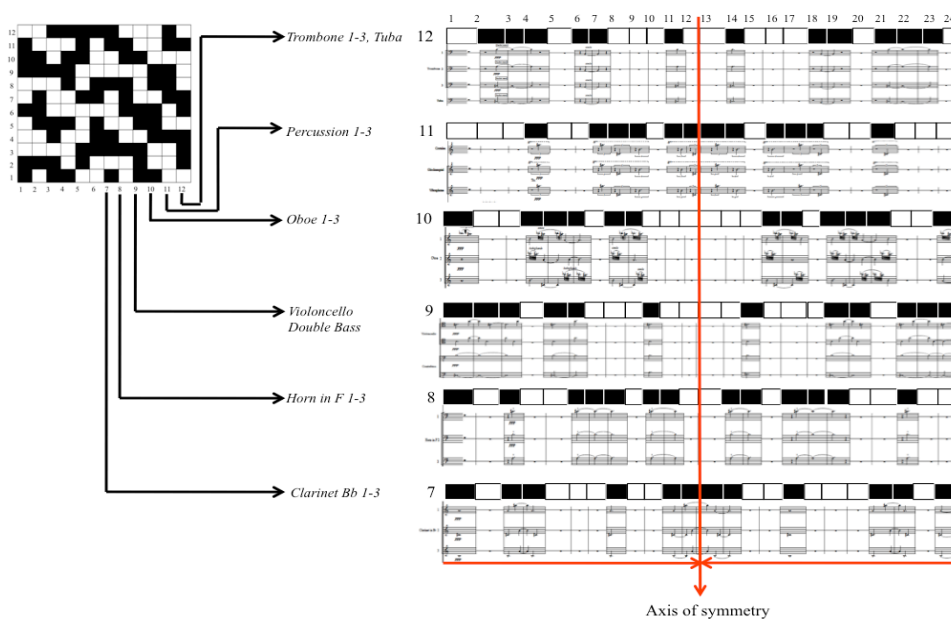 12
11
10
9
8
7
6
5
4
3
2
1
1 2 3 4 5 6 7 8 9 10 11 12
Trombone 1-3, Tuba
Percussion 1-3
Oboe 1-3
Violoncello
Double Bass
Horn in F 1-3
Clarinet Bb 1-3
1 2 3 4 5 6 7 8 9 10 11 12 13 14 15 16 17 18 19 20 21 22 23 24
12
11
10
9
8
7
Axis of symmetry